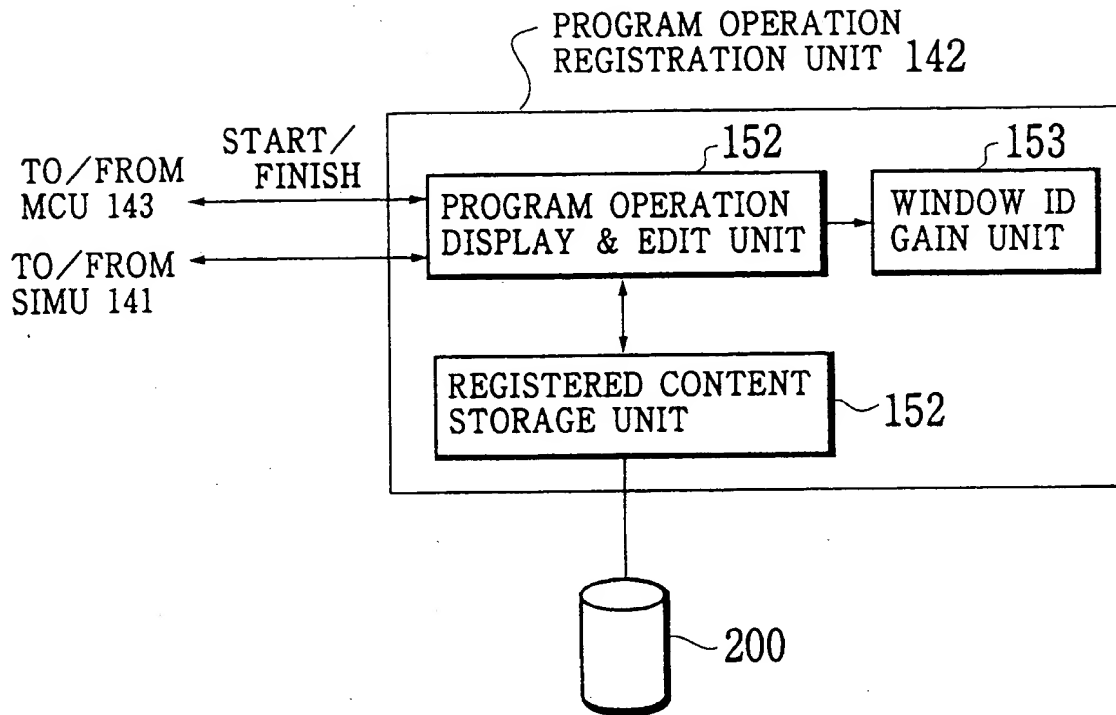 PROGRAM OPERATION
REGISTRATION UNIT 142
START/
FINISH
TO/FROM
MCU 143
TO/FROM
SIMU 141
152
PROGRAM OPERATION
DISPLAY & EDIT UNIT
153
WINDOW ID
GAIN UNIT
REGISTERED CONTENT
STORAGE UNIT
152
200